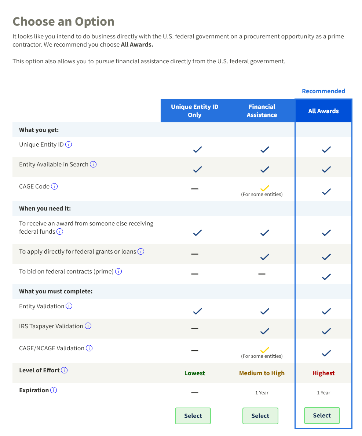 Choose an Option
It looks like you intend to do business directly with the U.S. federal government on a procurement opportunity as a prime
contractor. We recommend you choose All Awards.
This option also allows you to pursue financial assistance directly from the U.S. federal government.
Recommended
Unique Entity ID Only
Financial Assistance
All Awards
What you get:
Unique Entity ID
Entity Available in Search
CAGE Code
(For some entities)
When you need it:
To receive an award from someone else receiving
federal funds
To apply directly for federal grants or loans
To bid on federal contracts (prime)
What you must complete:
Entity Validation
IRS Taxpayer Validation
CAGE/NCAGE Validation
(For some entities)
Level of Effort
Lowest
Medium to High
Highest
Expiration
1 Year
1 Year
Select
Select
Select